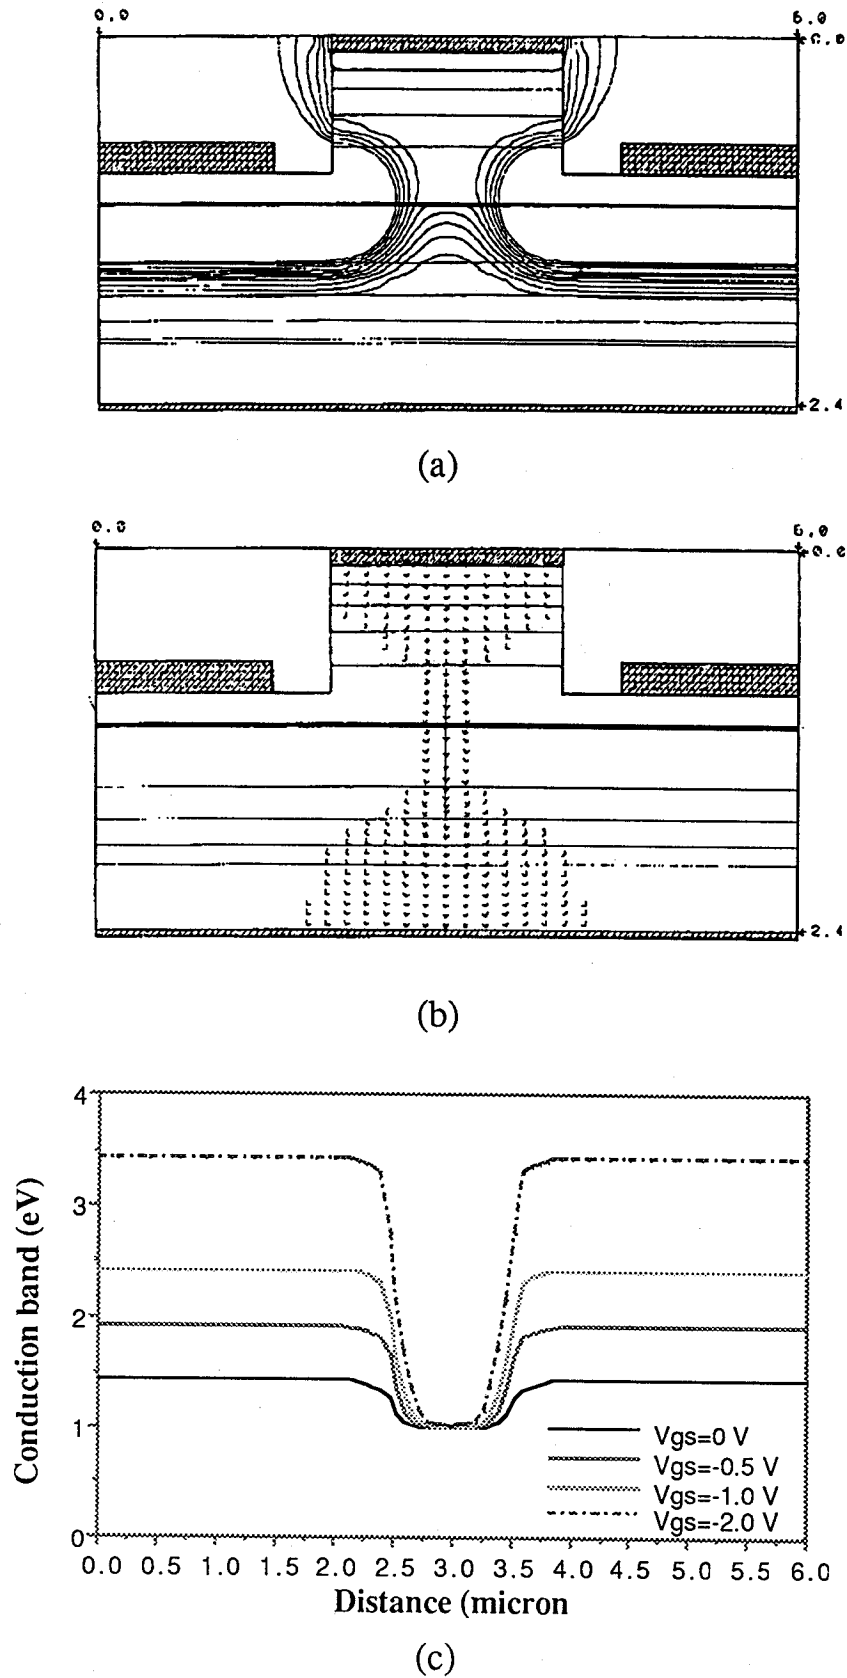 0.0
6.0
0.0
2.4
(a)
0.0
6.0
0.0
2.4
(b)
4
3
2
1
0
Conduction band (eV)
Vgs=0 V
Vgs=-0.5 V
Vgs=-1.0 V
Vgs=-2.0 V
0.0 0.5 1.0 1.5 2.0 2.5 3.0 3.5 4.0 4.5 5.0 5.5 6.0
Distance (micron
(c)